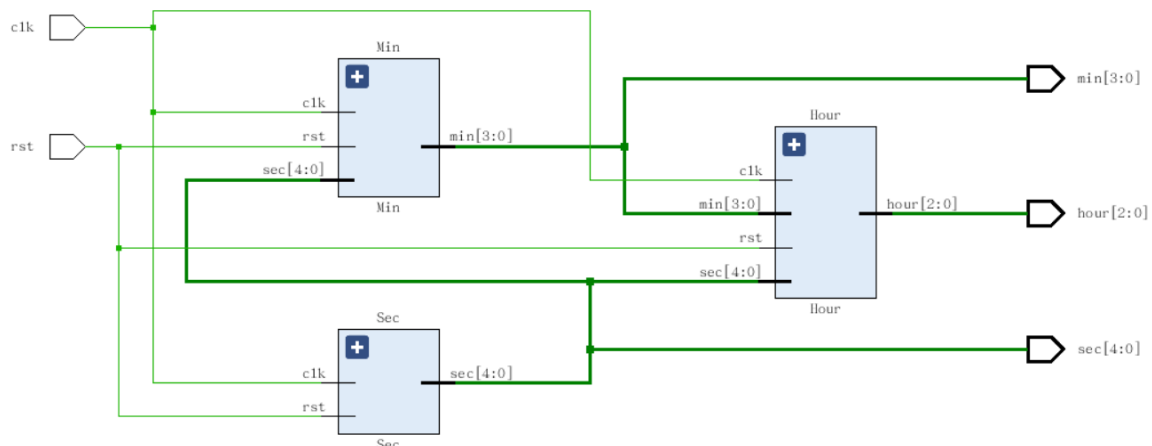 clk
rst
Min
clk
rst
sec[4:0]
min[3:0]
Min
Sec
clk
rst
sec[4:0]
Sec
Hour
clk
min[3:0]
rst
sec[4:0]
hour[2:0]
Hour
min[3:0]
hour[2:0]
sec[4:0]